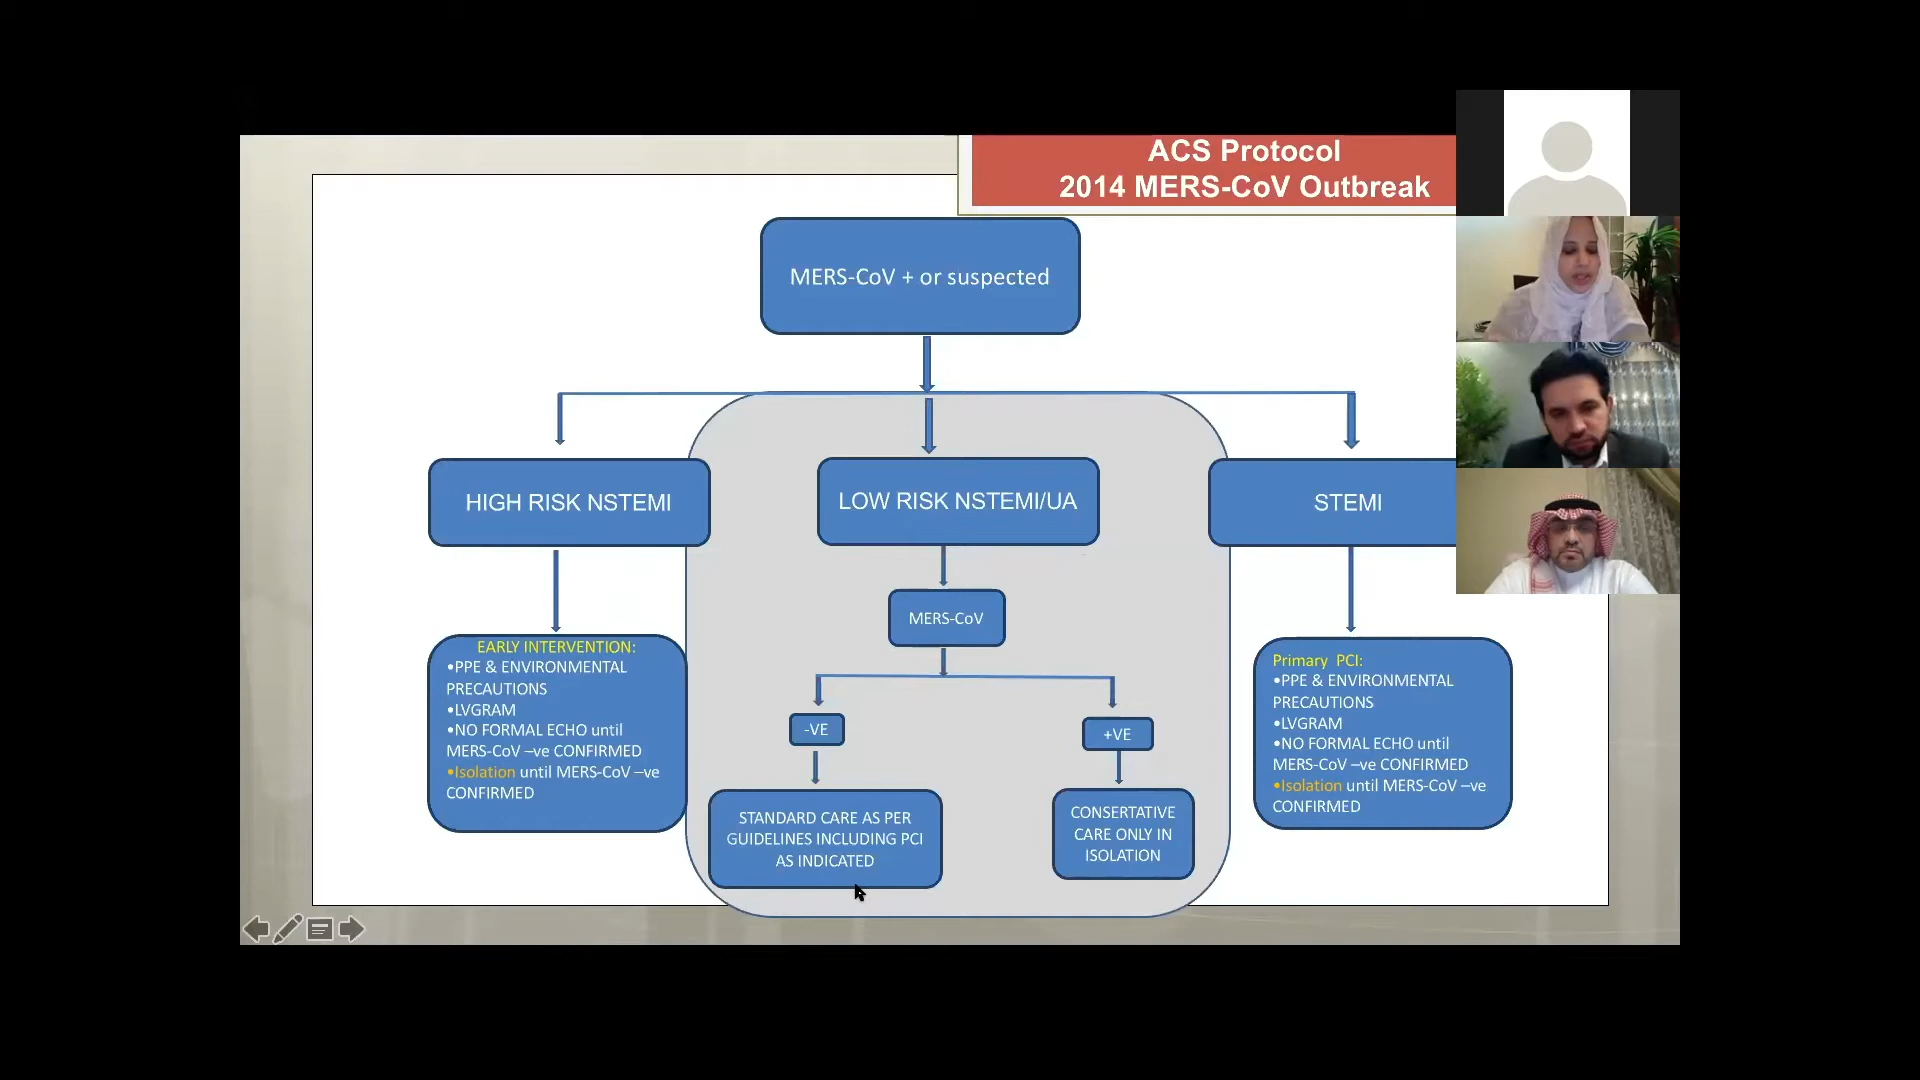 ACS Protocol
2014 MERS-CoV Outbreak
MERS-CoV + or suspected
HIGH RISK NSTEMI
LOW RISK NSTEMI/UA
STEMI
MERS-CoV
-VE
+VE
EARLY INTERVENTION:
•PPE & ENVIRONMENTAL
PRECAUTIONS
•LVGRAM
•NO FORMAL ECHO until
MERS-CoV –ve CONFIRMED
•Isolation until MERS-CoV –ve
CONFIRMED
STANDARD CARE AS PER
GUIDELINES INCLUDING PCI
AS INDICATED
CONSERTATIVE
CARE ONLY IN
ISOLATION
Primary PCI:
•PPE & ENVIRONMENTAL
PRECAUTIONS
•LVGRAM
•NO FORMAL ECHO until
MERS-CoV –ve CONFIRMED
•Isolation until MERS-CoV –ve
CONFIRMED